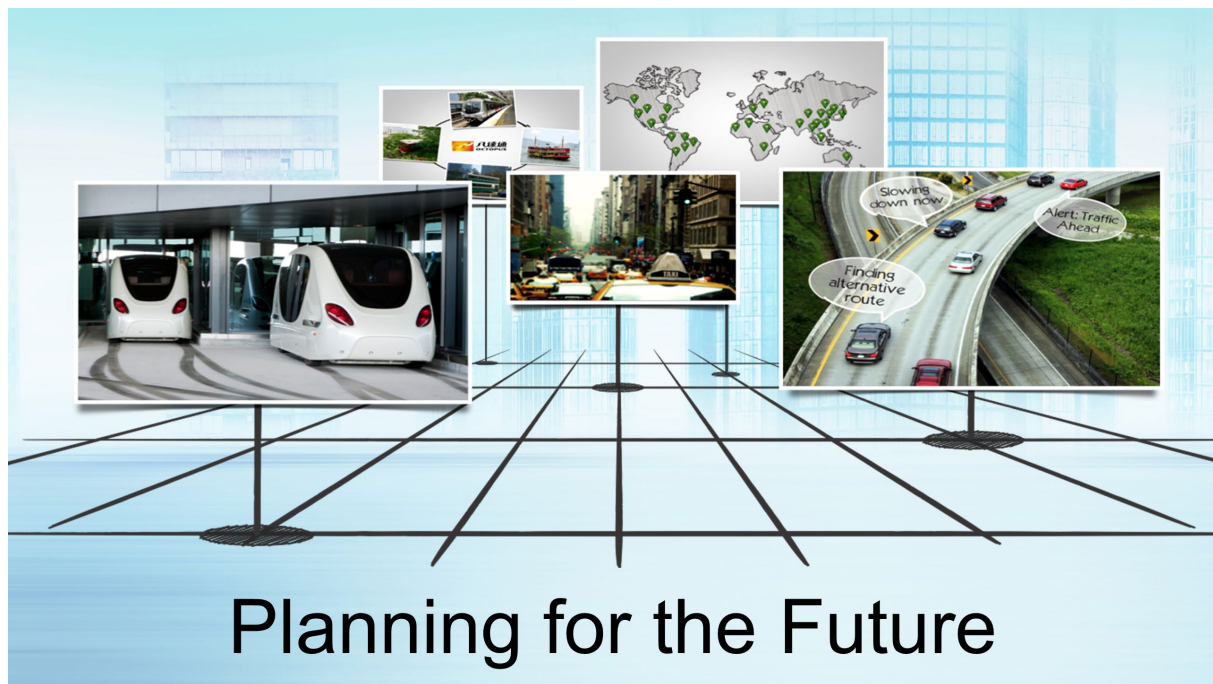 八達通
OCTOPUS
TAXI
Slowing
down now
Alert: Traffic
Ahead
Finding
alternative
route
Planning for the Future